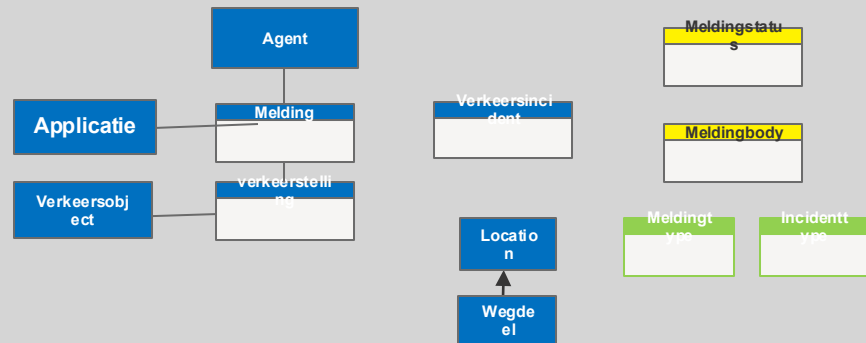 Agent
Meldingstatu
s
Applicatie
Melding
Verkeersinci
dent
Meldingbody
Verkeersobj
ect
verkeerstelli
ng
Meldingt
ype
Incidentt
ype
Locatio
n
Wegde
el